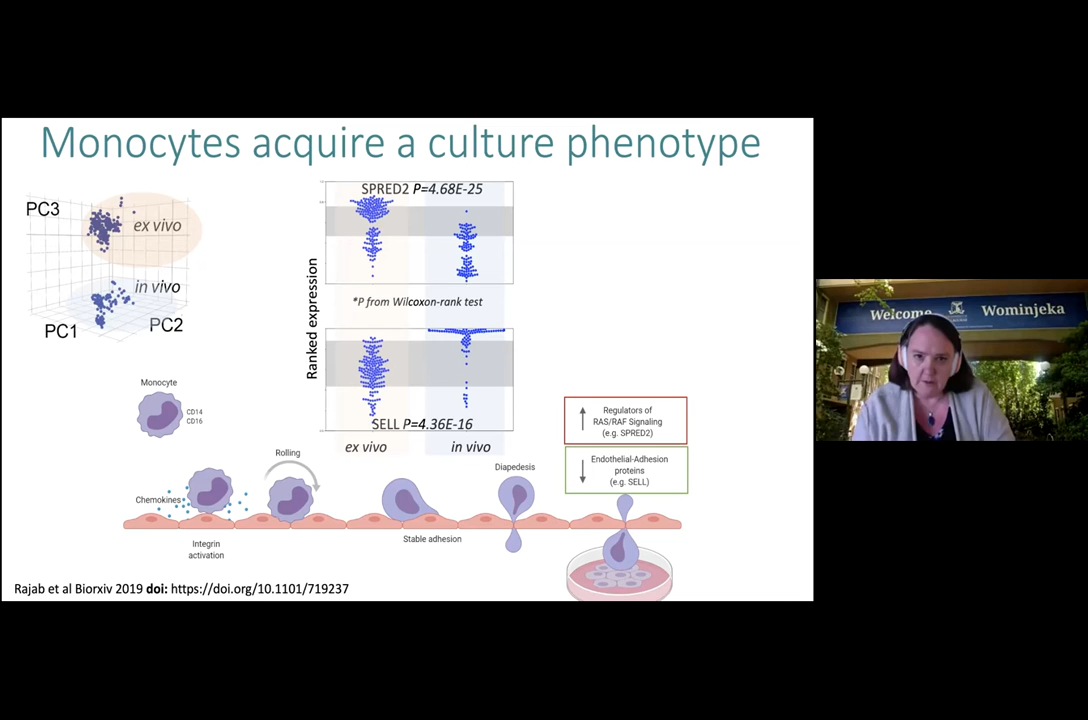 Monocytes acquire a culture phenotype
PC3
ex vivo
in vivo
PC1
PC2
Ranked expression
SPRED2 P=4.68E-25
*P from Wilcoxon-rank test
SELL P=4.36E-16
ex vivo
in vivo
Monocyte
CD14
CD16
Chemokines
Integrin
activation
Rolling
Stable adhesion
Diapedesis
Regulators of
RAS/RAF Signaling
(e.g. SPRED2)
Endothelial-Adhesion
proteins
(e.g. SELL)
Rajab et al Biorxiv 2019 doi: https://doi.org/10.1101/719237
Welcome
Wominjeka